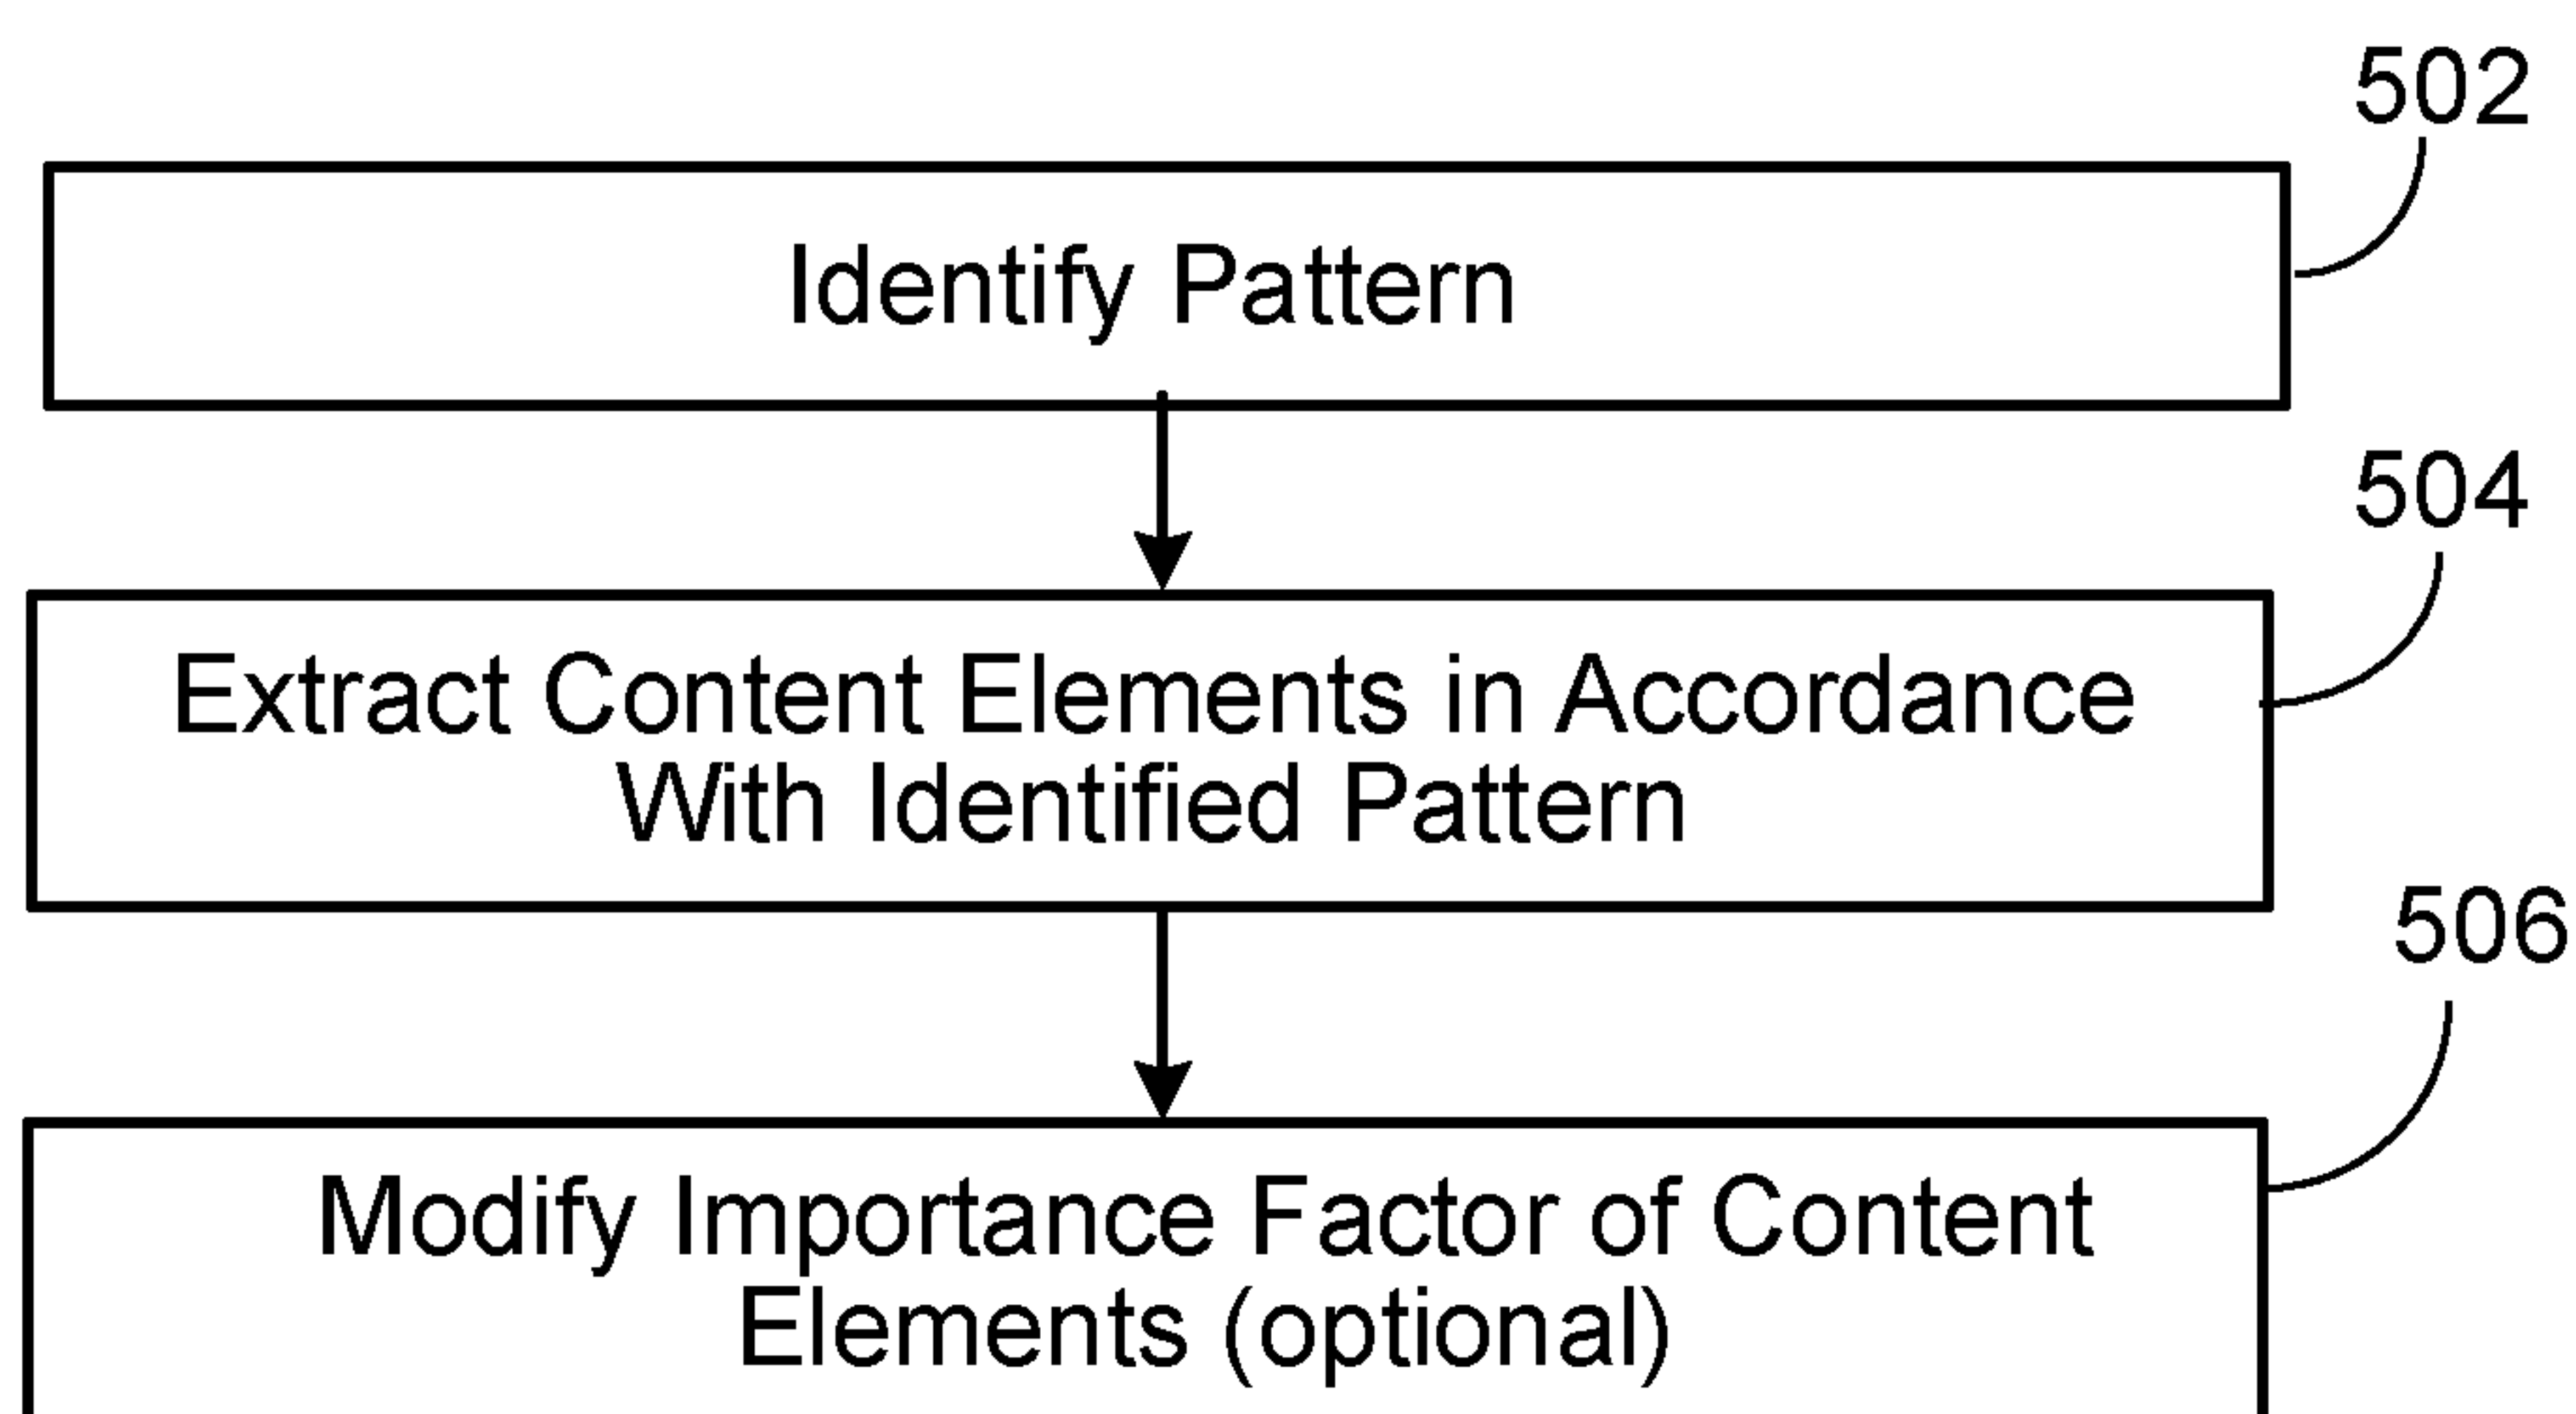 502
Identify Pattern
504
Extract Content Elements in Accordance
With Identified Pattern
506
Modify Importance Factor of Content
Elements (optional)